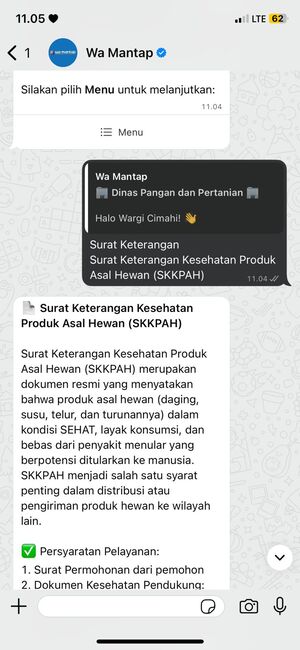 11.05
LTE 62
1
wa mantap
Wa Mantap
Silakan pilih Menu untuk melanjutkan:
11.04
Menu
Wa Mantap
Dinas Pangan dan Pertanian
Halo Wargi Cimahi! 👋
Surat Keterangan
Surat Keterangan Kesehatan Produk
Asal Hewan (SKKPAH)
11.04
Surat Keterangan Kesehatan
Produk Asal Hewan (SKKPAH)
Surat Keterangan Kesehatan Produk
Asal Hewan (SKKPAH) merupakan
dokumen resmi yang menyatakan
bahwa produk asal hewan (daging,
susu, telur, dan turunannya) dalam
kondisi SEHAT, layak konsumsi, dan
bebas dari penyakit menular yang
berpotensi ditularkan ke manusia.
SKKPAH menjadi salah satu syarat
penting dalam distribusi atau
pengiriman produk hewan ke wilayah
lain.
✅ Persyaratan Pelayanan:
1. Surat Permohonan dari pemohon
2. Dokumen Kesehatan Pendukung: